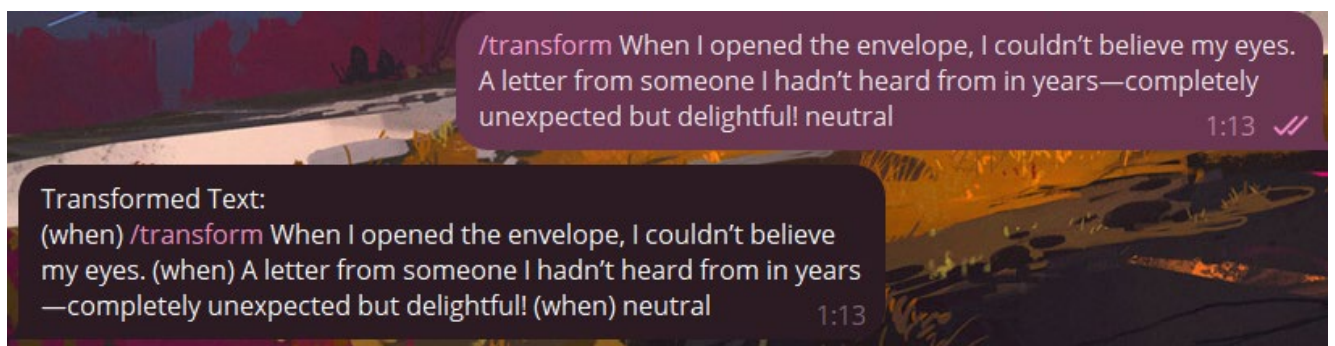 /transform When I opened the envelope, I couldn’t believe my eyes.
A letter from someone I hadn’t heard from in years—completely
unexpected but delightful! neutral
1:13
Transformed Text:
(when) /transform When I opened the envelope, I couldn’t believe
my eyes. (when) A letter from someone I hadn’t heard from in years
—completely unexpected but delightful! (when) neutral
1:13